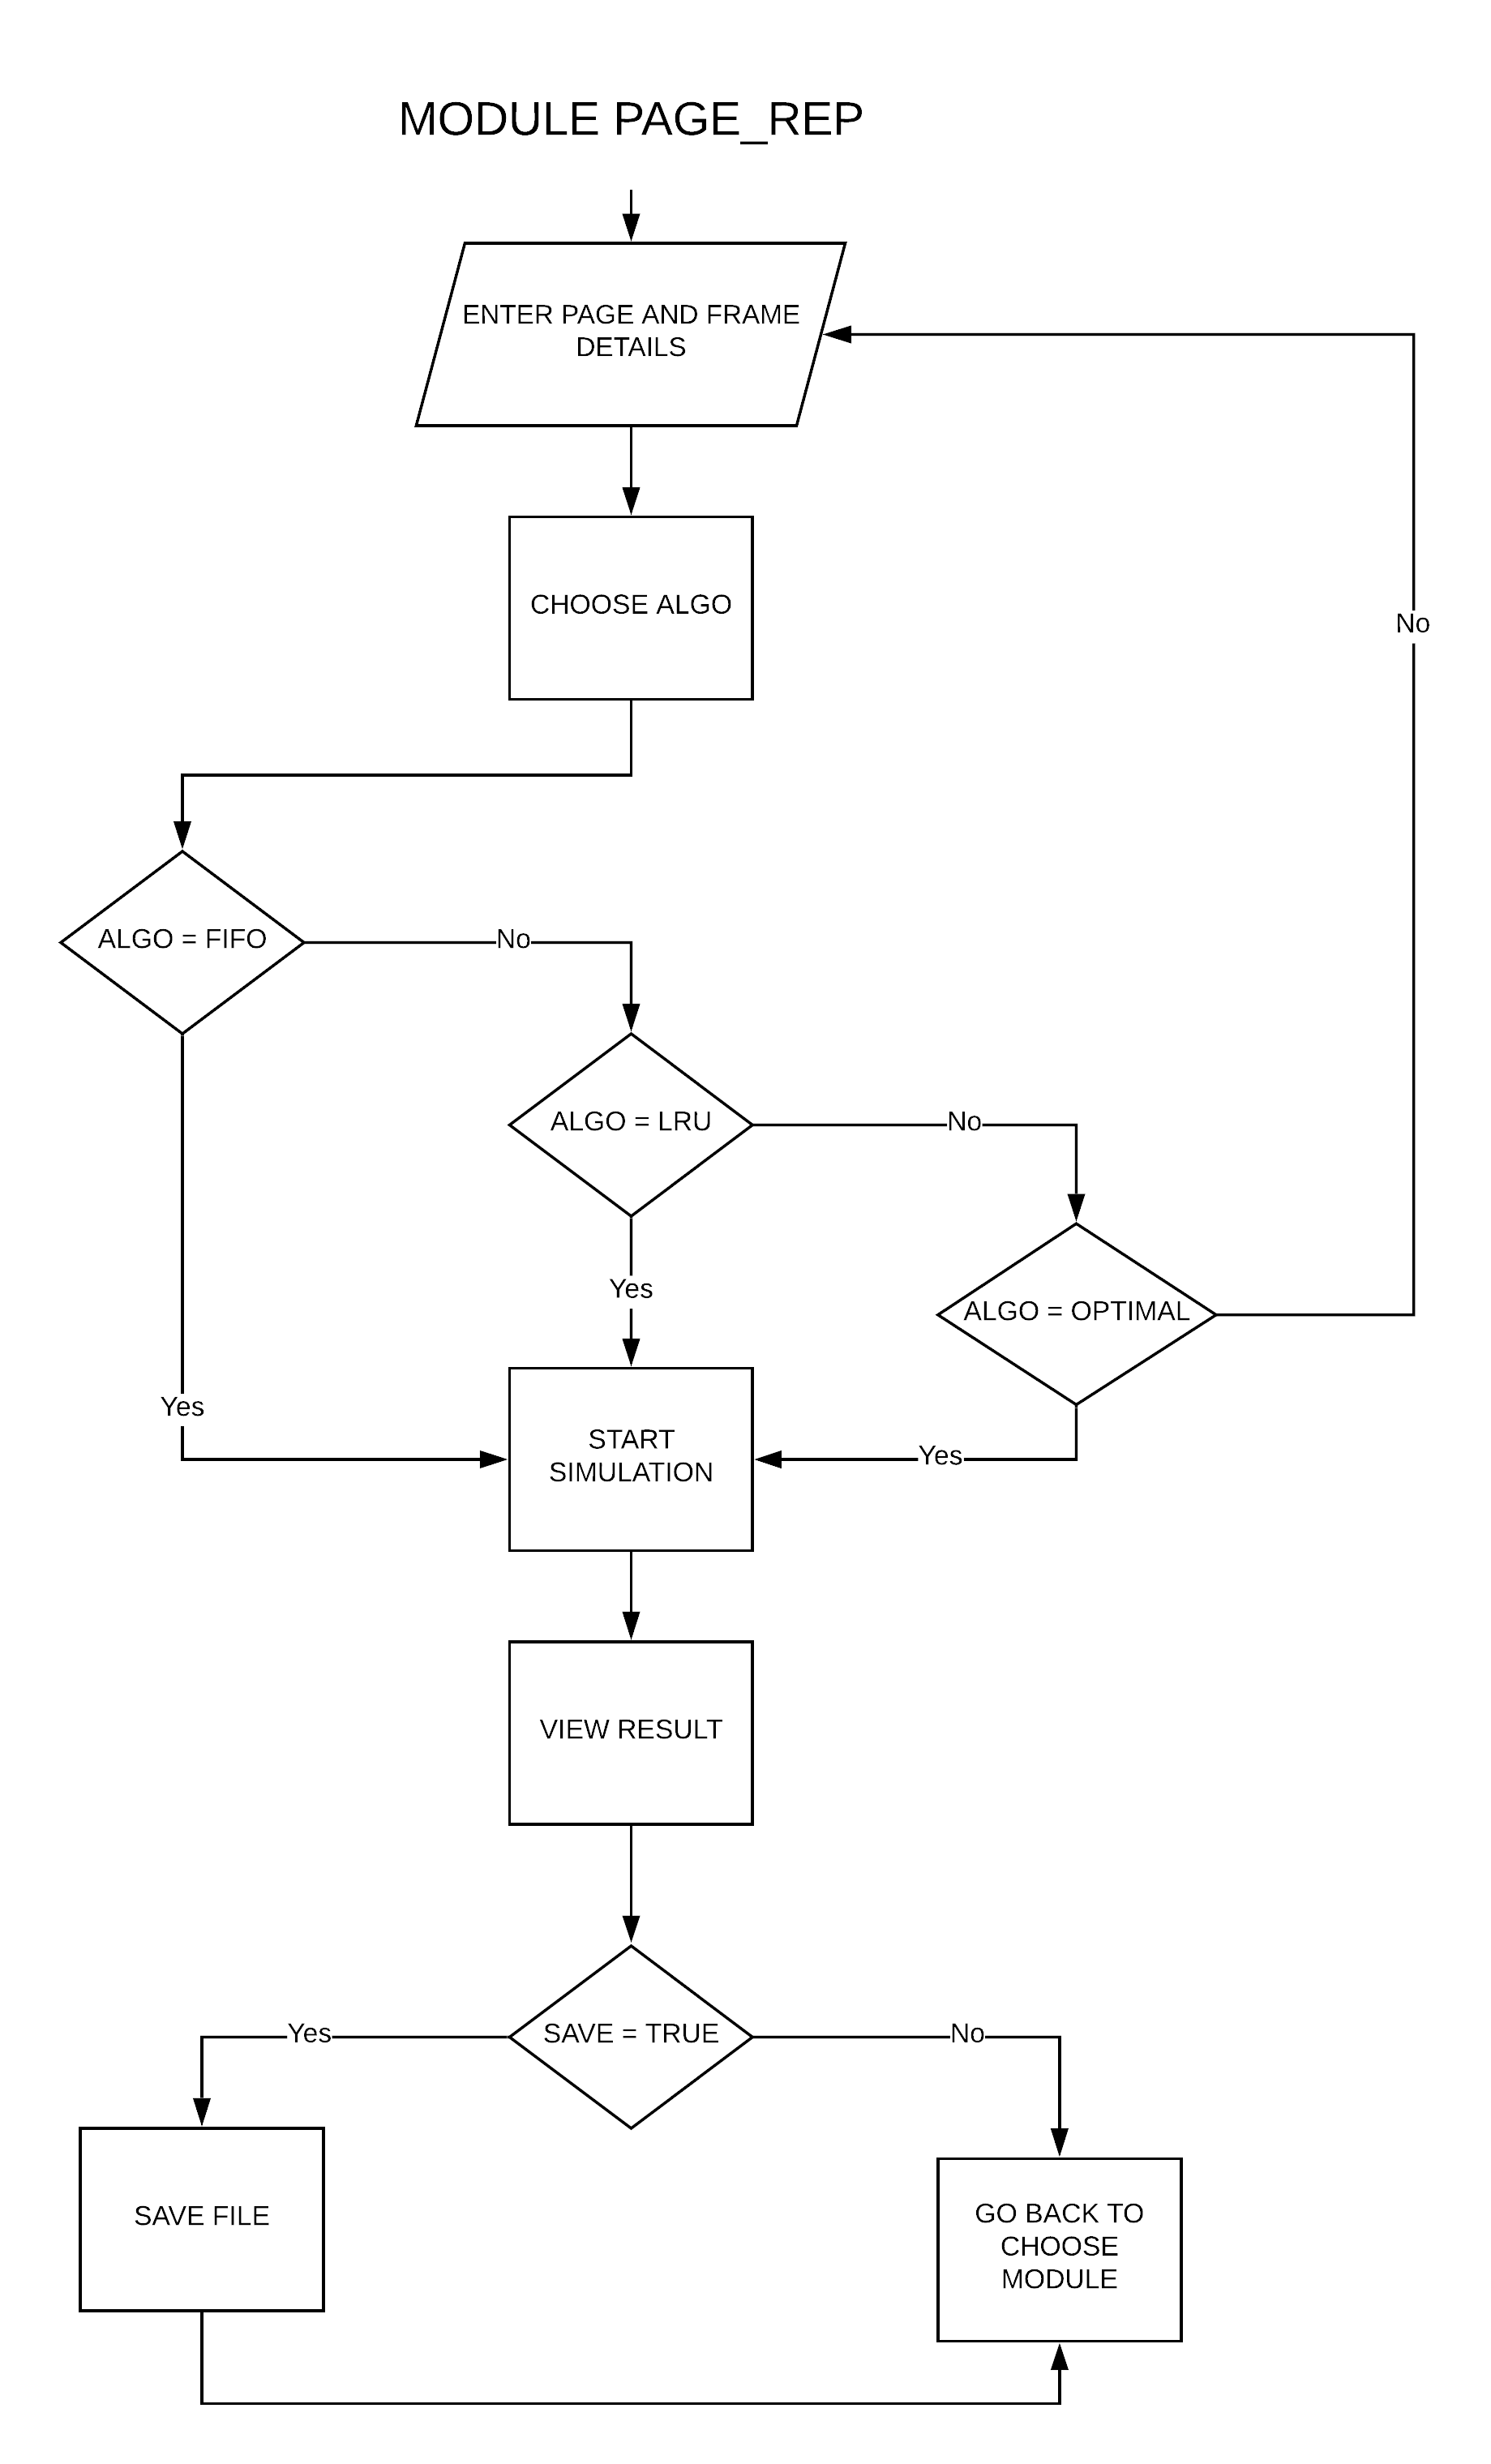 MODULE PAGE_REP
ENTER PAGE AND FRAME
DETAILS
CHOOSE ALGO
No
ALGO = FIFO
No
ALGO = LRU
No
Yes
ALGO = OPTIMAL
Yes
START
SIMULATION
Yes
VIEW RESULT
SAVE = TRUE
Yes
No
SAVE FILE
GO BACK TO
CHOOSE
MODULE